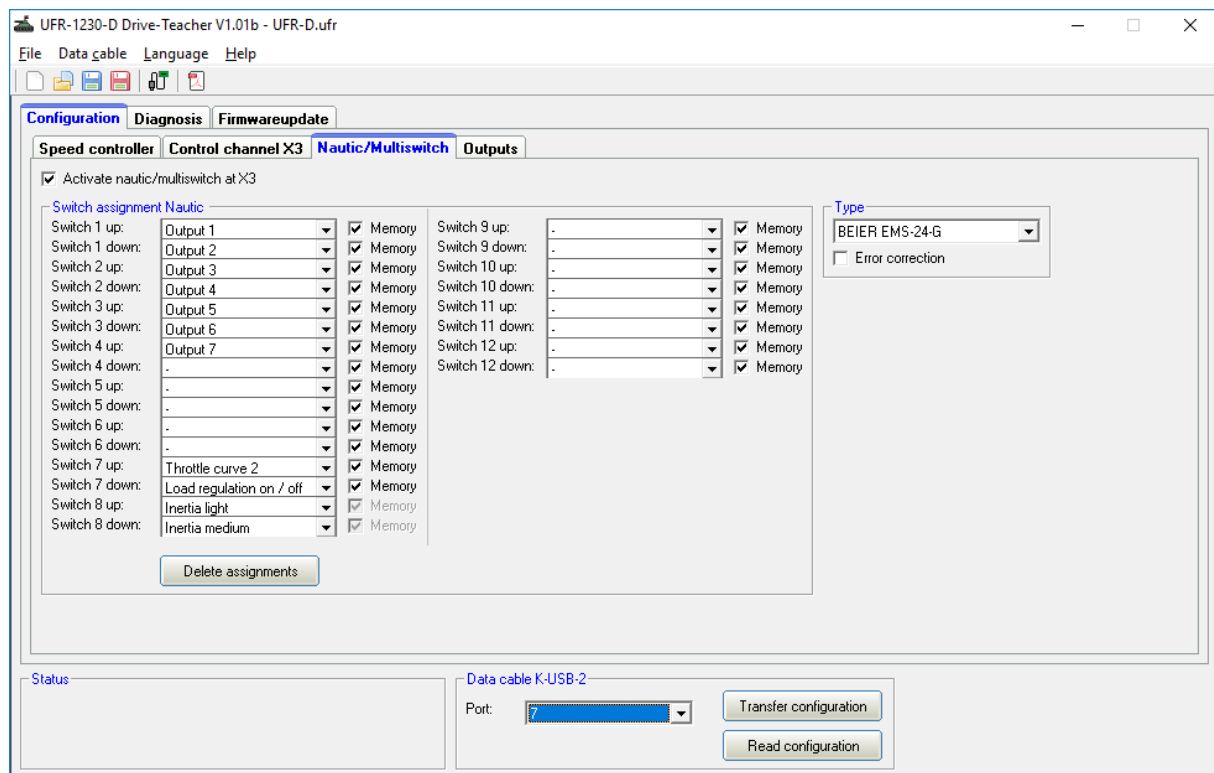 UFR-1230-D Drive-Teacher V1.01b - UFR-D.ufr
File Data cable Language Help
Configuration Diagnosis Firmwareupdate
Speed controller Control channel X3 Nautic/Multiswitch Outputs
Activate nautic/multiswitch at X3
Switch assignment Nautic
Switch 1 up: Output 1 Memory
Switch 1 down: Output 2 Memory
Switch 2 up: Output 3 Memory
Switch 2 down: Output 4 Memory
Switch 3 up: Output 5 Memory
Switch 3 down: Output 6 Memory
Switch 4 up: Output 7 Memory
Switch 4 down: - Memory
Switch 5 up: - Memory
Switch 5 down: - Memory
Switch 6 up: - Memory
Switch 6 down: - Memory
Switch 7 up: Throttle curve 2 Memory
Switch 7 down: Load regulation on / off Memory
Switch 8 up: Inertia light Memory
Switch 8 down: Inertia medium Memory
Switch 9 up: - Memory
Switch 9 down: - Memory
Switch 10 up: - Memory
Switch 10 down: - Memory
Switch 11 up: - Memory
Switch 11 down: - Memory
Switch 12 up: - Memory
Switch 12 down: - Memory
Delete assignments
Type
BEIER EMS-24-G
Error correction
Status
Data cable K-USB-2
Port: 7
Transfer configuration
Read configuration